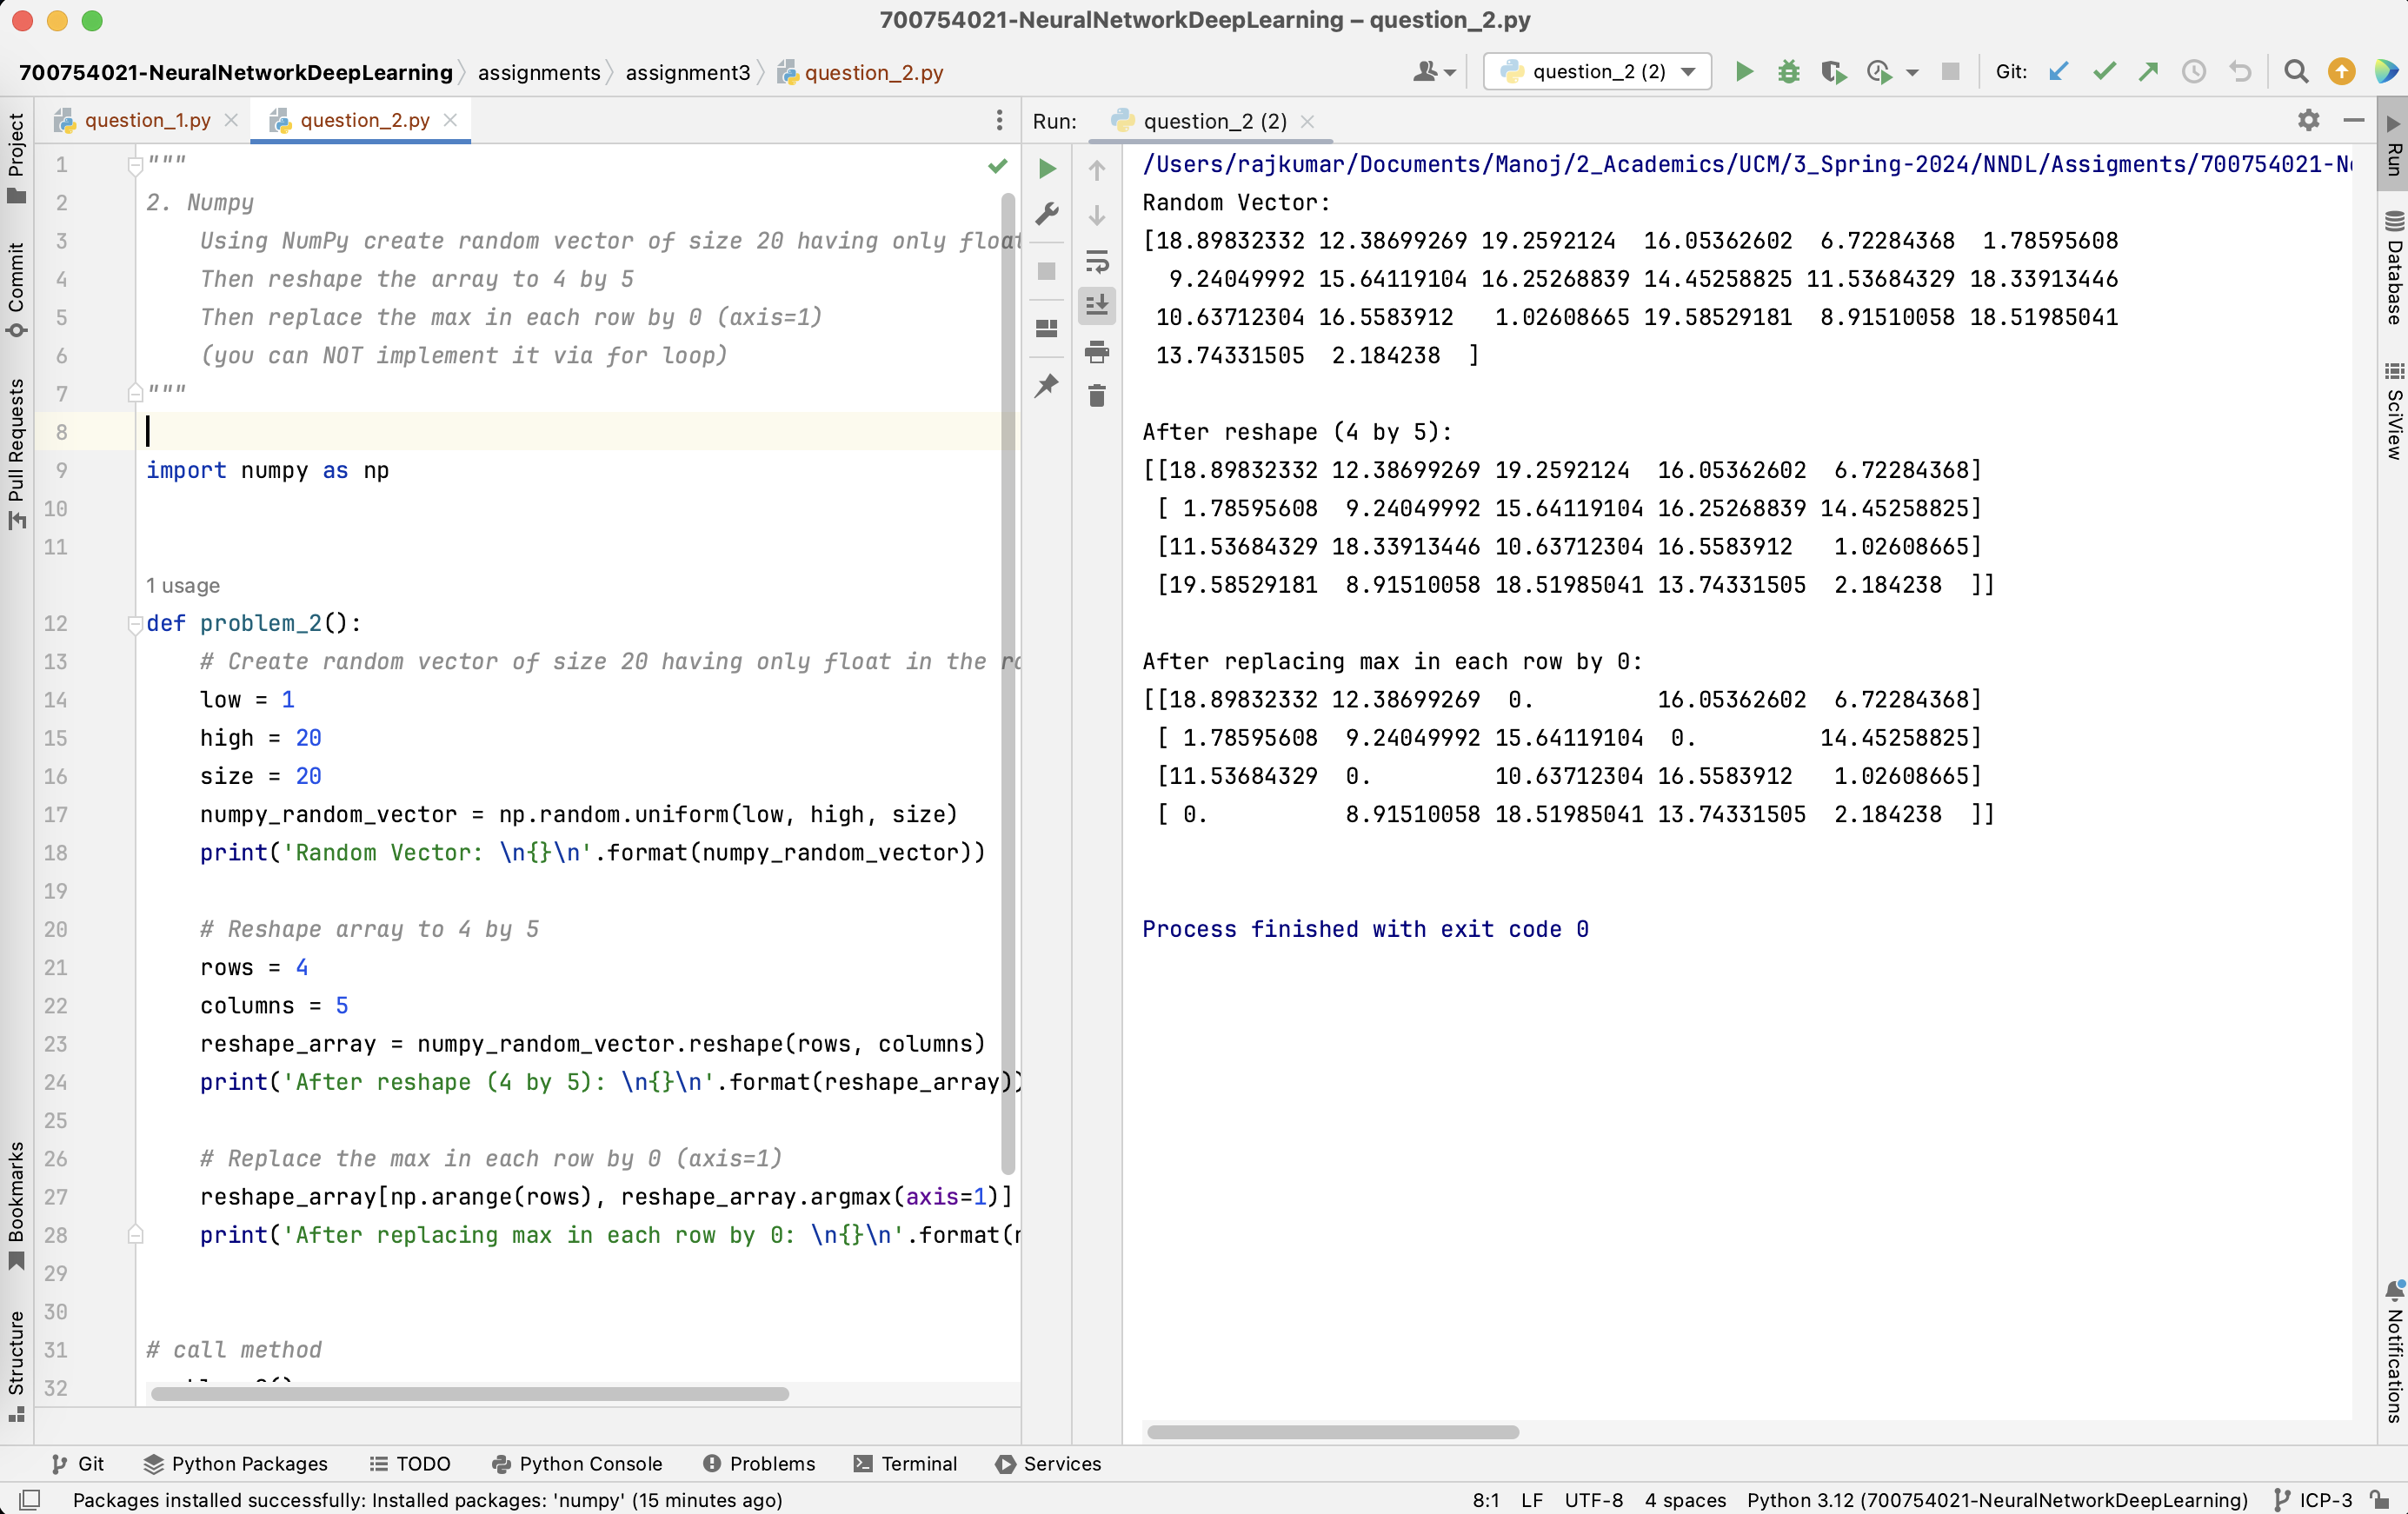 700754021-NeuralNetworkDeepLearning – question_2.py
700754021-NeuralNetworkDeepLearning assignments assignment3 question_2.py
question_2 (2)
Git:
question_1.py
question_2.py
Project
Commit
Pull Requests
Bookmarks
Structure
1 """
2 2. Numpy
3     Using NumPy create random vector of size 20 having only float
4     Then reshape the array to 4 by 5
5     Then replace the max in each row by 0 (axis=1)
6     (you can NOT implement it via for loop)
7 """
8
9 import numpy as np
10
11
1 usage
12 def problem_2():
13     # Create random vector of size 20 having only float in the
14     low = 1
15     high = 20
16     size = 20
17     numpy_random_vector = np.random.uniform(low, high, size)
18     print('Random Vector: \n{}\n'.format(numpy_random_vector))
19
20     # Reshape array to 4 by 5
21     rows = 4
22     columns = 5
23     reshape_array = numpy_random_vector.reshape(rows, columns)
24     print('After reshape (4 by 5): \n{}\n'.format(reshape_array))
25
26     # Replace the max in each row by 0 (axis=1)
27     reshape_array[np.arange(rows), reshape_array.argmax(axis=1)]
28     print('After replacing max in each row by 0: \n{}\n'.format(
29
30
31 # call method
32
Run: question_2 (2)
/Users/rajkumar/Documents/Manoj/2_Academics/UCM/3_Spring-2024/NNDL/Assigments/700754021-N
Random Vector:
[18.89832332 12.38699269 19.2592124  16.05362602  6.72284368  1.78595608
  9.24049992 15.64119104 16.25268839 14.45258825 11.53684329 18.33913446
 10.63712304 16.5583912   1.02608665 19.58529181  8.91510058 18.51985041
 13.74331505  2.184238  ]
After reshape (4 by 5):
[[18.89832332 12.38699269 19.2592124  16.05362602  6.72284368]
 [ 1.78595608  9.24049992 15.64119104 16.25268839 14.45258825]
 [11.53684329 18.33913446 10.63712304 16.5583912   1.02608665]
 [19.58529181  8.91510058 18.51985041 13.74331505  2.184238  ]]
After replacing max in each row by 0:
[[18.89832332 12.38699269  0.         16.05362602  6.72284368]
 [ 1.78595608  9.24049992 15.64119104  0.         14.45258825]
 [11.53684329  0.         10.63712304 16.5583912   1.02608665]
 [ 0.          8.91510058 18.51985041 13.74331505  2.184238  ]]
Process finished with exit code 0
Run
Database
SciView
Notifications
Git Python Packages TODO Python Console Problems Terminal Services
Packages installed successfully: Installed packages: 'numpy' (15 minutes ago)
8:1 LF UTF-8 4 spaces Python 3.12 (700754021-NeuralNetworkDeepLearning) ICP-3